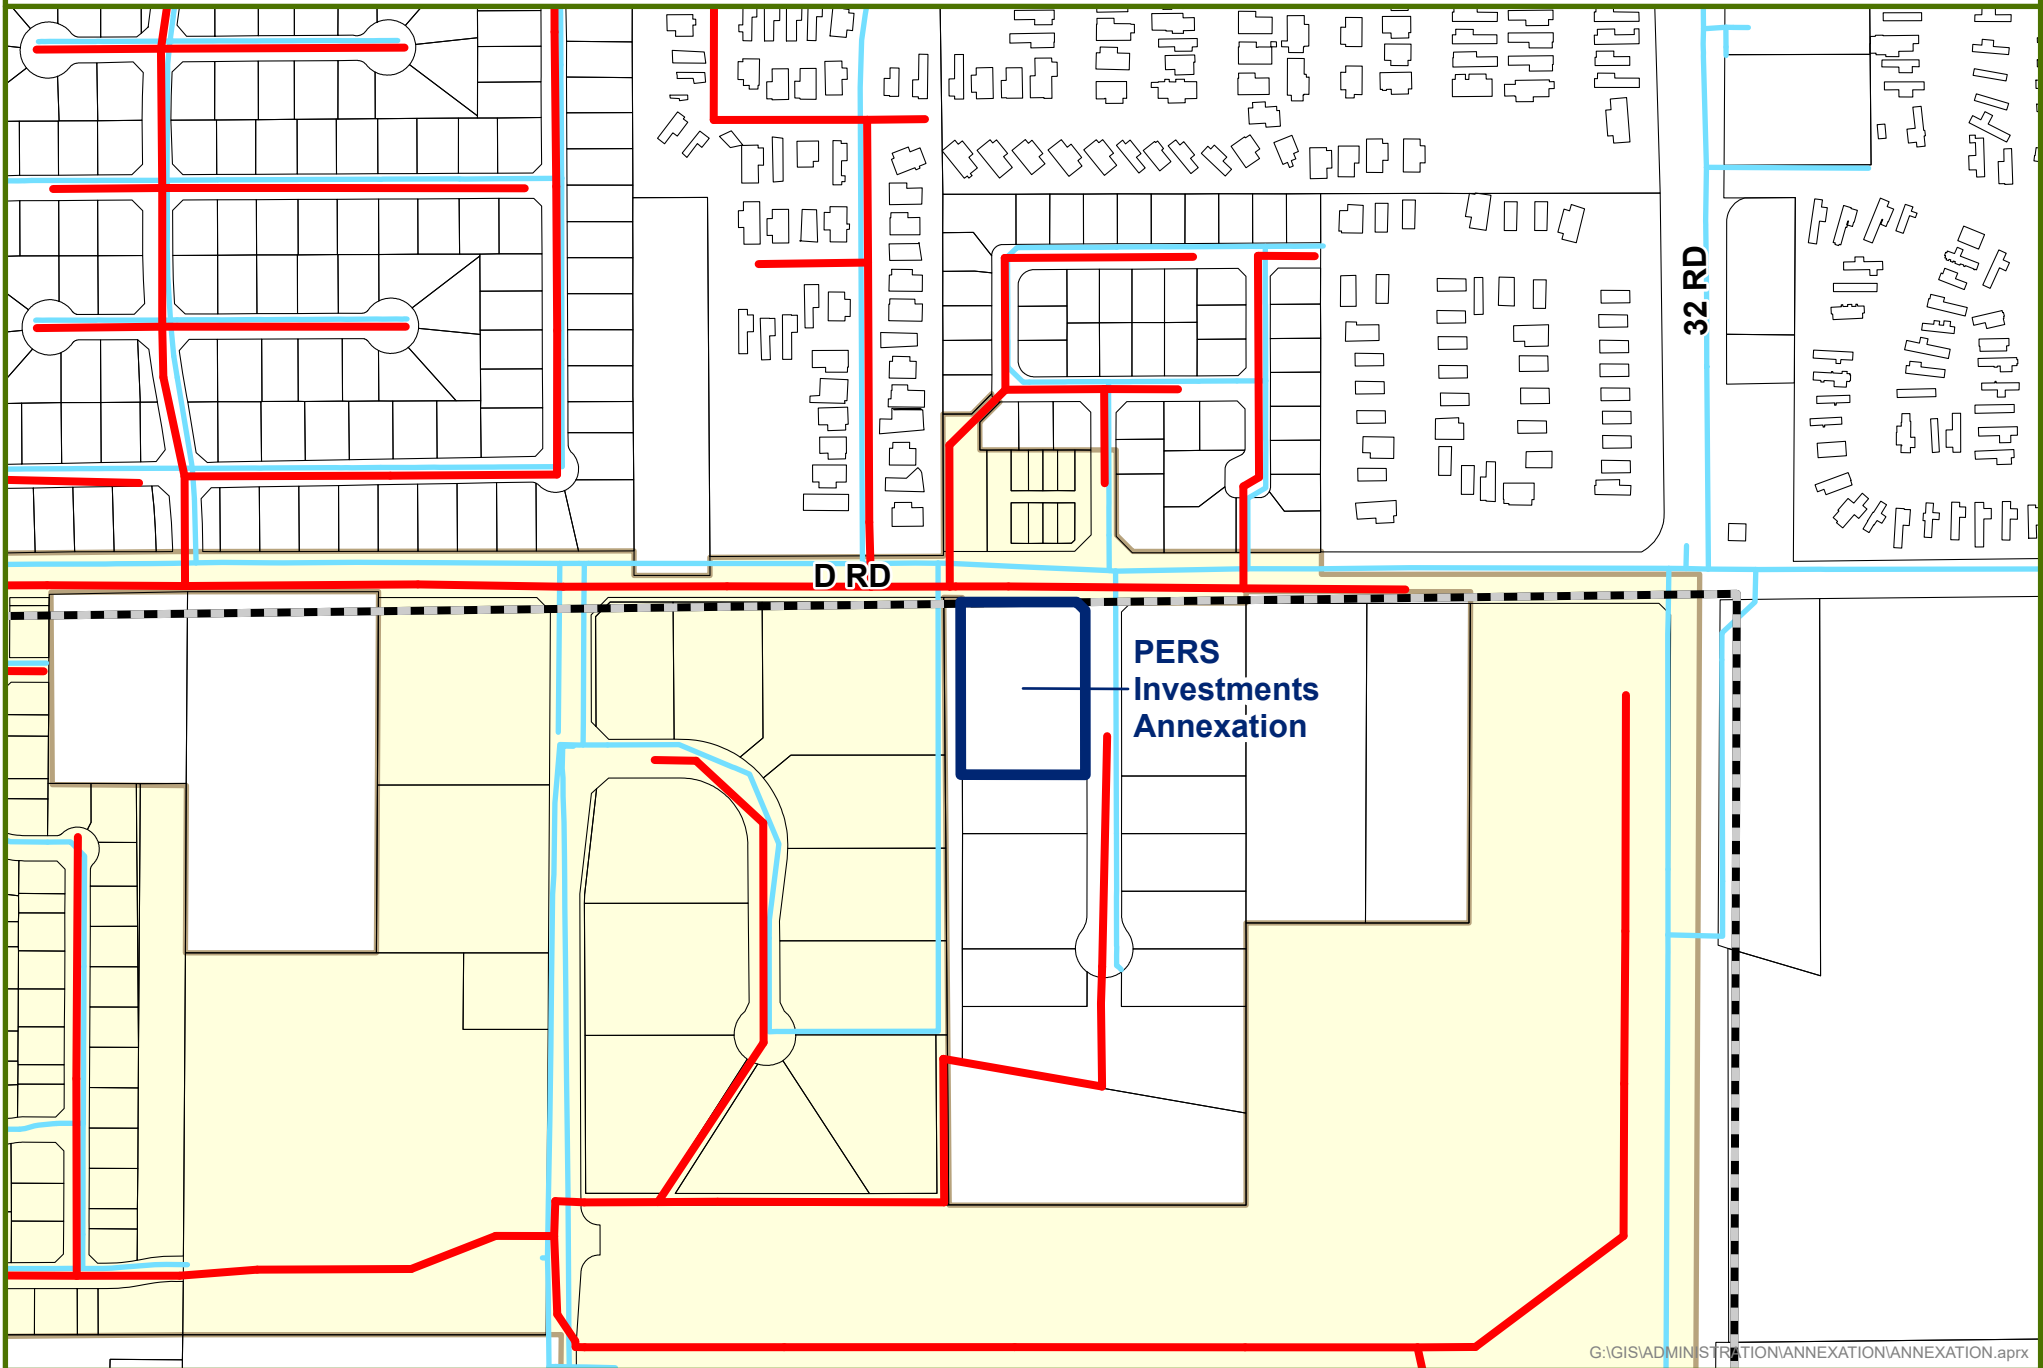 32 RD
D RD
PERS
Investments
Annexation
G:\GIS\ADMINISTRATION\ANNEXATION\ANNEXATION.aprx